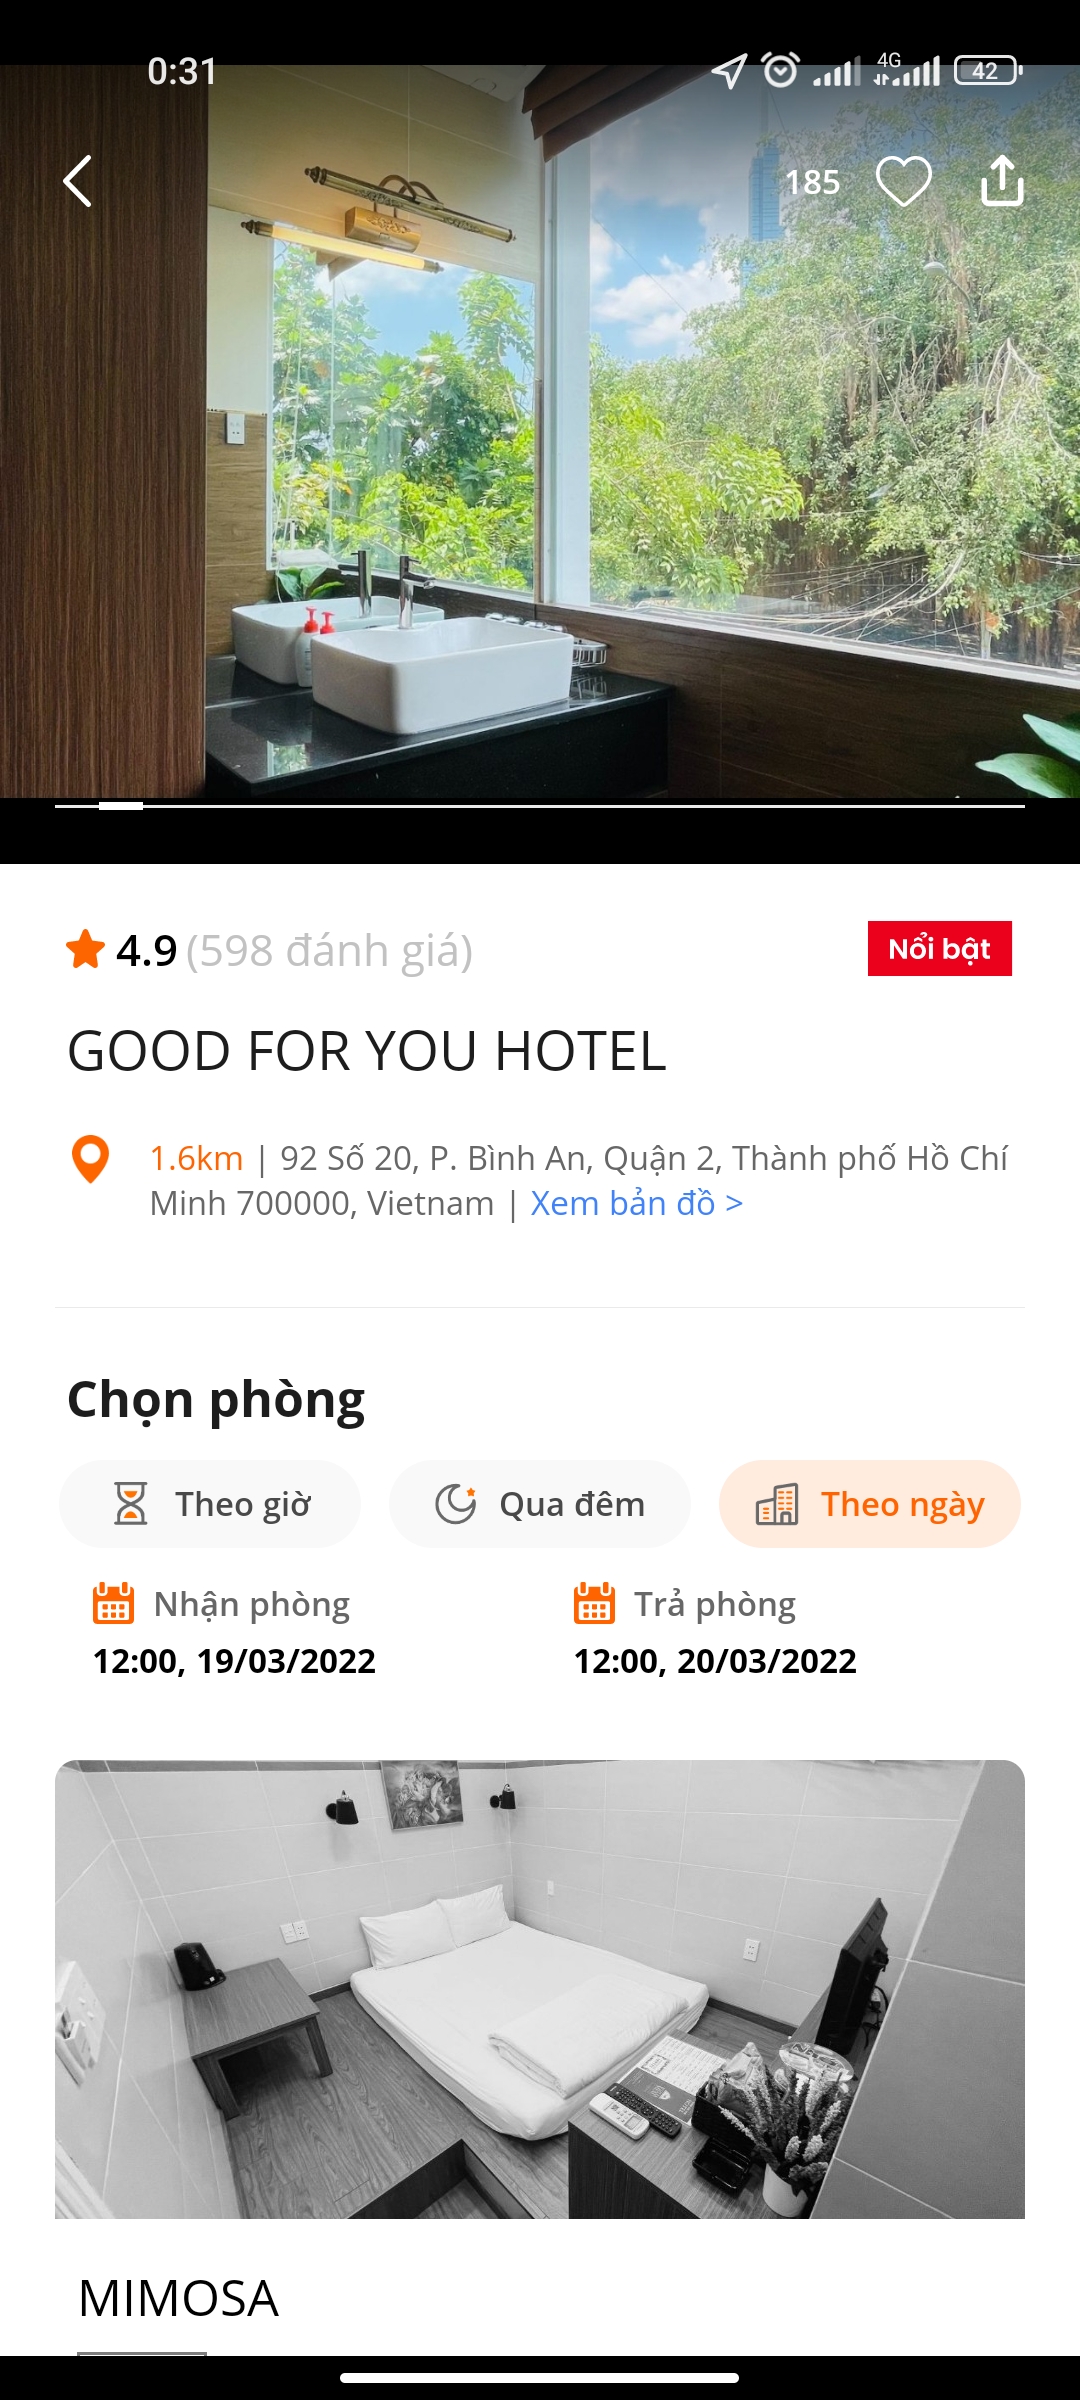 0:31
4G
42
185
4.9 (598 đánh giá)
Nổi bật
GOOD FOR YOU HOTEL
1.6km | 92 Số 20, P. Bình An, Quận 2, Thành phố Hồ Chí
Minh 700000, Vietnam | Xem bản đồ >
Chọn phòng
Theo giờ
Qua đêm
Theo ngày
Nhận phòng
Trả phòng
12:00, 19/03/2022
12:00, 20/03/2022
MIMOSA